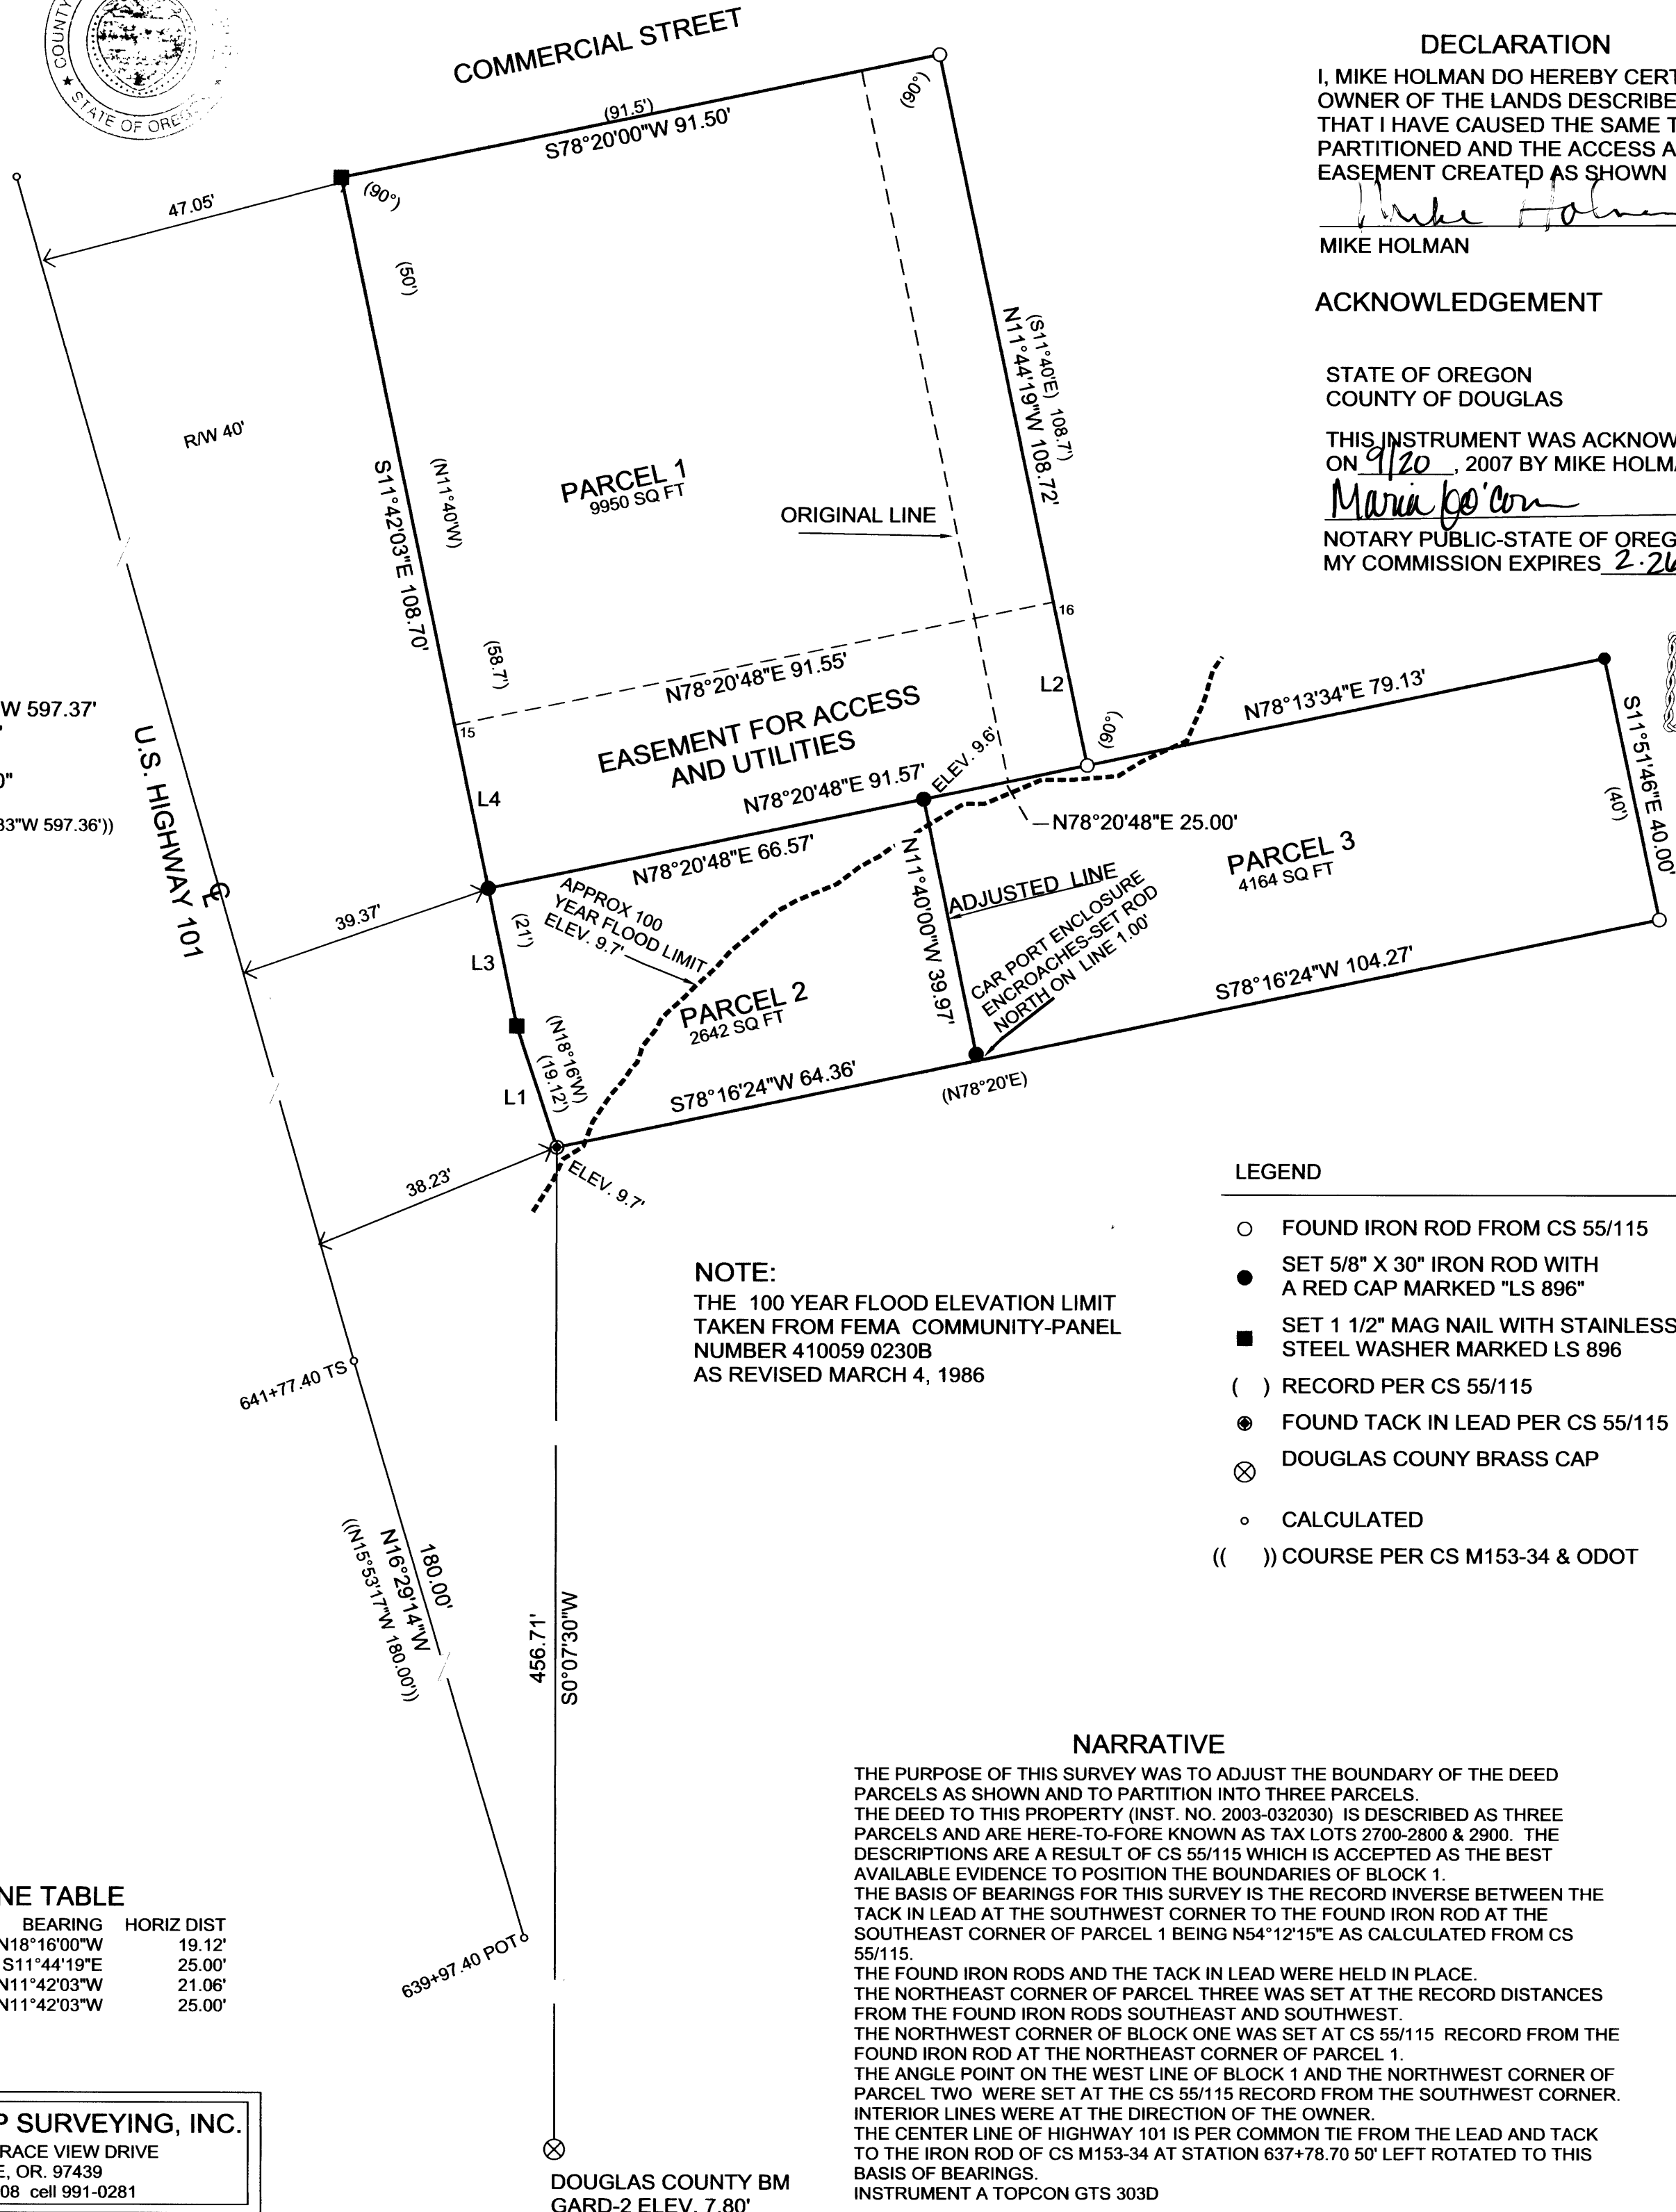 COUNTY
★ STATE OF OREG
COMMERCIAL STREET
(91.5')
S78°20'00"W 91.50'
(90°)
(90°)
47.05'
(50')
R/W 40'
S11°42'03"E 108.70'
(N11°40'W)
(58.7')
PARCEL 1
9950 SQ FT
ORIGINAL LINE
(S11°40'E) 108.7')
N11°44'19"W 108.72'
16
L2
N78°20'48"E 91.55'
15
EASEMENT FOR ACCESS
AND UTILITIES
L4
N78°20'48"E 91.57'
ELEV. 9.6'
(90°)
N78°13'34"E 79.13'
S11°51'46"E 40.00'
(40')
N78°20'48"E 25.00'
N78°20'48"E 66.57'
PARCEL 3
4164 SQ FT
W 597.37'
0"
33"W 597.36'))
U.S. HIGHWAY 101
39.37'
(21')
L3
APPROX 100
YEAR FLOOD LIMIT
ELEV. 9.7'
N11°40'00"W 39.97'
ADJUSTED LINE
CAR PORT ENCLOSURE
ENCROACHES-SET ROD
NORTH ON LINE 1.00'
S78°16'24"W 104.27'
PARCEL 2
2642 SQ FT
(N18°16'W)
(19.12')
L1
S78°16'24"W 64.36'
(N78°20'E)
38.23'
ELEV. 9.7'
641+77.40 TS
180.00'
N16°29'14"W
((N15°53'17"W 180.00'))
456.71'
S0°07'30"W
639+97.40 POT
DOUGLAS COUNTY BM
GARD-2 ELEV. 7.80'
DECLARATION
I, MIKE HOLMAN DO HEREBY CERT
OWNER OF THE LANDS DESCRIBE
THAT I HAVE CAUSED THE SAME T
PARTITIONED AND THE ACCESS A
EASEMENT CREATED AS SHOWN
Mike Holman
MIKE HOLMAN
ACKNOWLEDGEMENT
STATE OF OREGON
COUNTY OF DOUGLAS
THIS INSTRUMENT WAS ACKNOW
ON 9/20 , 2007 BY MIKE HOLMA
Maria
NOTARY PUBLIC-STATE OF OREG
MY COMMISSION EXPIRES 2.26
LEGEND
FOUND IRON ROD FROM CS 55/115
SET 5/8" X 30" IRON ROD WITH
A RED CAP MARKED "LS 896"
SET 1 1/2" MAG NAIL WITH STAINLESS
STEEL WASHER MARKED LS 896
( ) RECORD PER CS 55/115
FOUND TACK IN LEAD PER CS 55/115
DOUGLAS COUNY BRASS CAP
CALCULATED
(( )) COURSE PER CS M153-34 & ODOT
NOTE:
THE 100 YEAR FLOOD ELEVATION LIMIT
TAKEN FROM FEMA COMMUNITY-PANEL
NUMBER 410059 0230B
AS REVISED MARCH 4, 1986
NARRATIVE
THE PURPOSE OF THIS SURVEY WAS TO ADJUST THE BOUNDARY OF THE DEED
PARCELS AS SHOWN AND TO PARTITION INTO THREE PARCELS.
THE DEED TO THIS PROPERTY (INST. NO. 2003-032030) IS DESCRIBED AS THREE
PARCELS AND ARE HERE-TO-FORE KNOWN AS TAX LOTS 2700-2800 & 2900. THE
DESCRIPTIONS ARE A RESULT OF CS 55/115 WHICH IS ACCEPTED AS THE BEST
AVAILABLE EVIDENCE TO POSITION THE BOUNDARIES OF BLOCK 1.
THE BASIS OF BEARINGS FOR THIS SURVEY IS THE RECORD INVERSE BETWEEN THE
TACK IN LEAD AT THE SOUTHWEST CORNER TO THE FOUND IRON ROD AT THE
SOUTHEAST CORNER OF PARCEL 1 BEING N54°12'15"E AS CALCULATED FROM CS
55/115.
THE FOUND IRON RODS AND THE TACK IN LEAD WERE HELD IN PLACE.
THE NORTHEAST CORNER OF PARCEL THREE WAS SET AT THE RECORD DISTANCES
FROM THE FOUND IRON RODS SOUTHEAST AND SOUTHWEST.
THE NORTHWEST CORNER OF BLOCK ONE WAS SET AT CS 55/115 RECORD FROM THE
FOUND IRON ROD AT THE NORTHEAST CORNER OF PARCEL 1.
THE ANGLE POINT ON THE WEST LINE OF BLOCK 1 AND THE NORTHWEST CORNER OF
PARCEL TWO WERE SET AT THE CS 55/115 RECORD FROM THE SOUTHWEST CORNER.
INTERIOR LINES WERE AT THE DIRECTION OF THE OWNER.
THE CENTER LINE OF HIGHWAY 101 IS PER COMMON TIE FROM THE LEAD AND TACK
TO THE IRON ROD OF CS M153-34 AT STATION 637+78.70 50' LEFT ROTATED TO THIS
BASIS OF BEARINGS.
INSTRUMENT A TOPCON GTS 303D
NE TABLE
BEARING HORIZ DIST
N18°16'00"W 19.12'
S11°44'19"E 25.00'
N11°42'03"W 21.06'
N11°42'03"W 25.00'
P SURVEYING, INC.
RACE VIEW DRIVE
E, OR. 97439
08 cell 991-0281